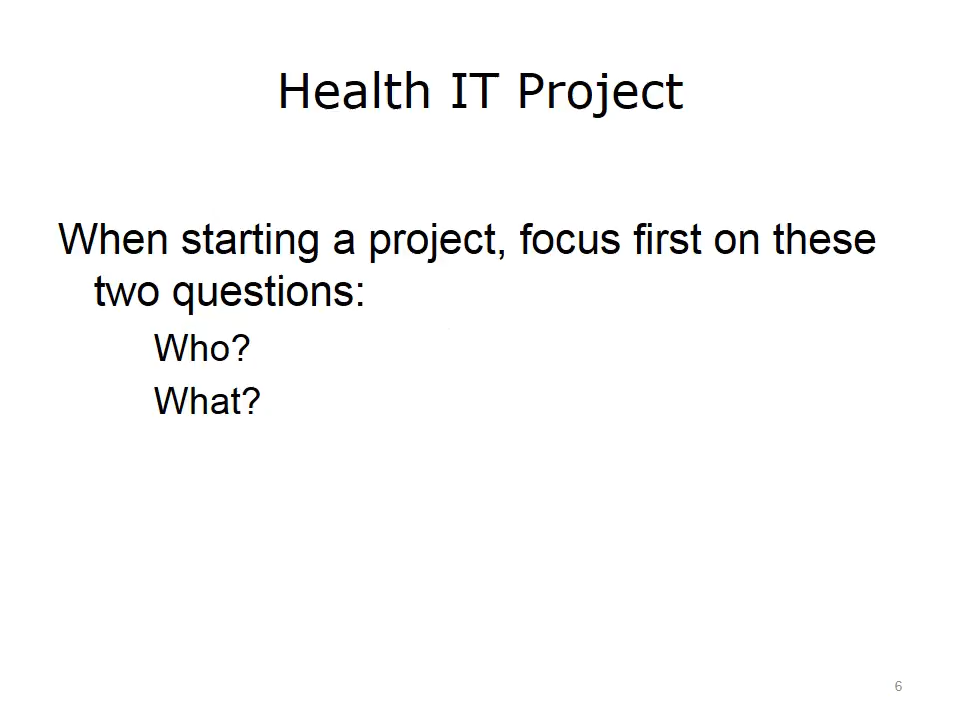 Health IT Project
When starting a project, focus first on these
two questions:
Who?
What?
6